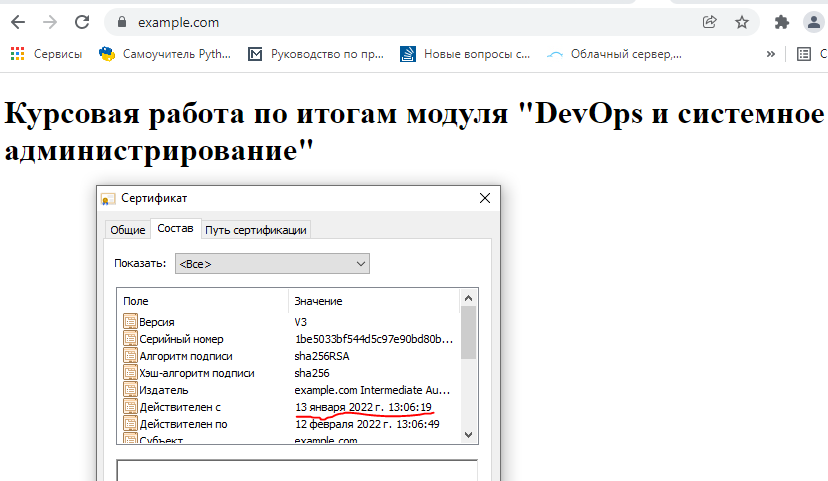 example.com
Сервисы Самоучитель Pyth... Руководство по пр... Новые вопросы с... Облачный сервер,... » С
Курсовая работа по итогам модуля "DevOps и системное
администрирование"
Сертификат
Общие Состав Путь сертификации
Показать: <Все>
Поле Значение
Версия V3
Серийный номер 1be5033bf544d5c97e90bd80b...
Алгоритм подписи sha256RSA
Хэш-алгоритм подписи sha256
Издатель example.com Intermediate Au...
Действителен с 13 января 2022 г. 13:06:19
Действителен по 12 февраля 2022 г. 13:06:49
Субъект example.com